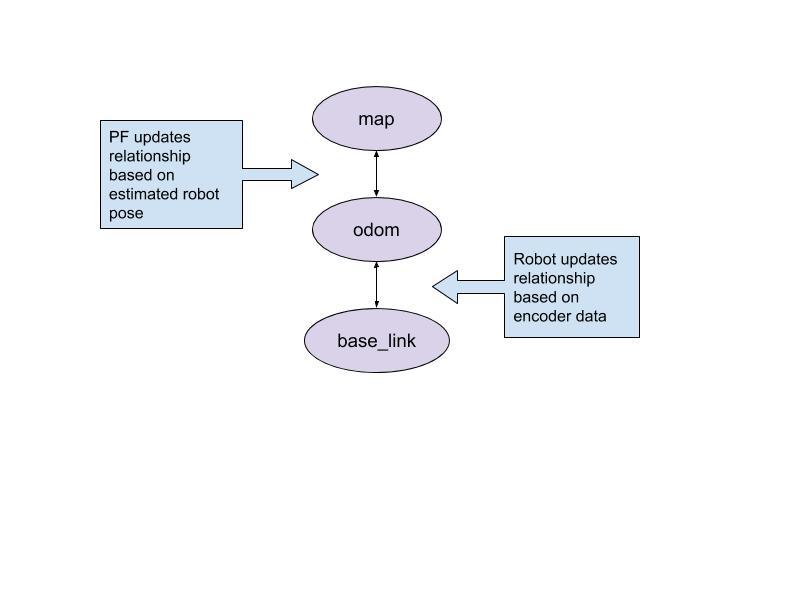 map
PF updates
relationship
based on
estimated robot
pose
odom
Robot updates
relationship
based on
encoder data
base_link